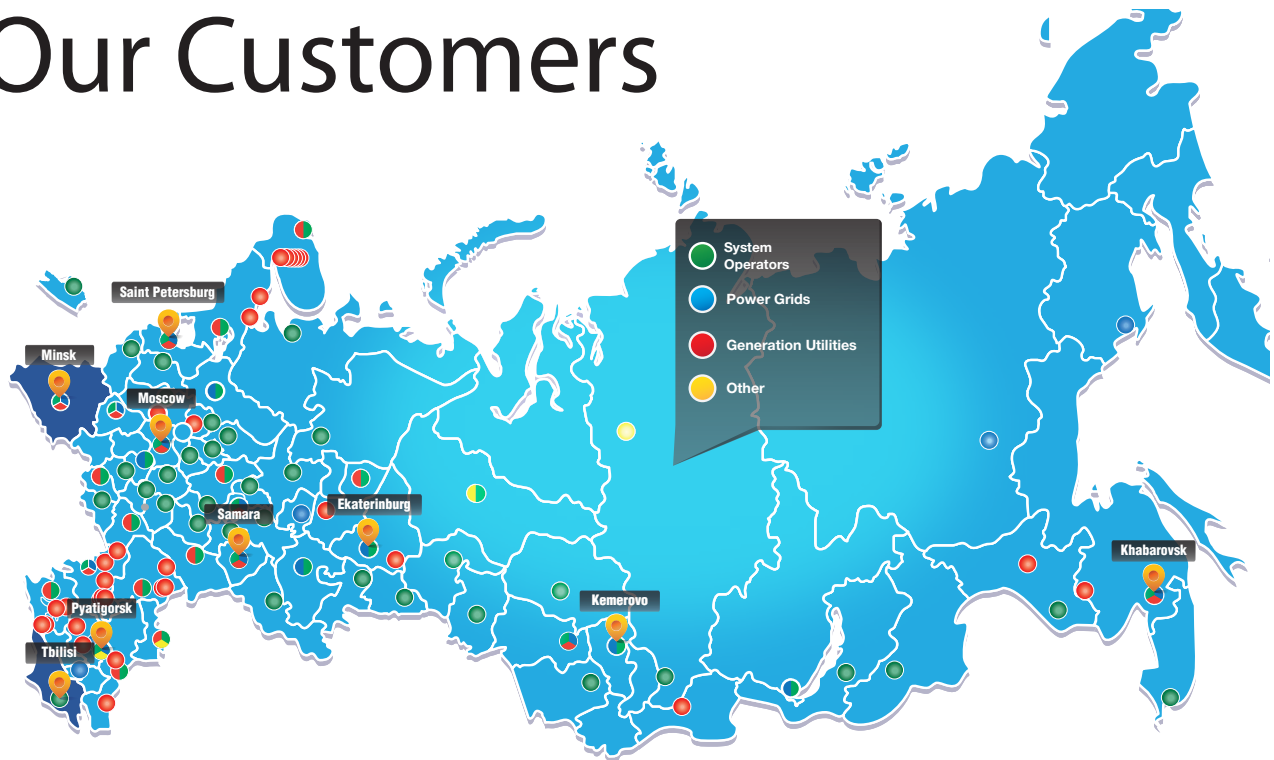 Our Customers
System
Operators
Power Grids
Generation Utilities
Other
Saint Petersburg
Minsk
Moscow
Samara
Ekaterinburg
Khabarovsk
Kemerovo
Pyatigorsk
Tbilisi